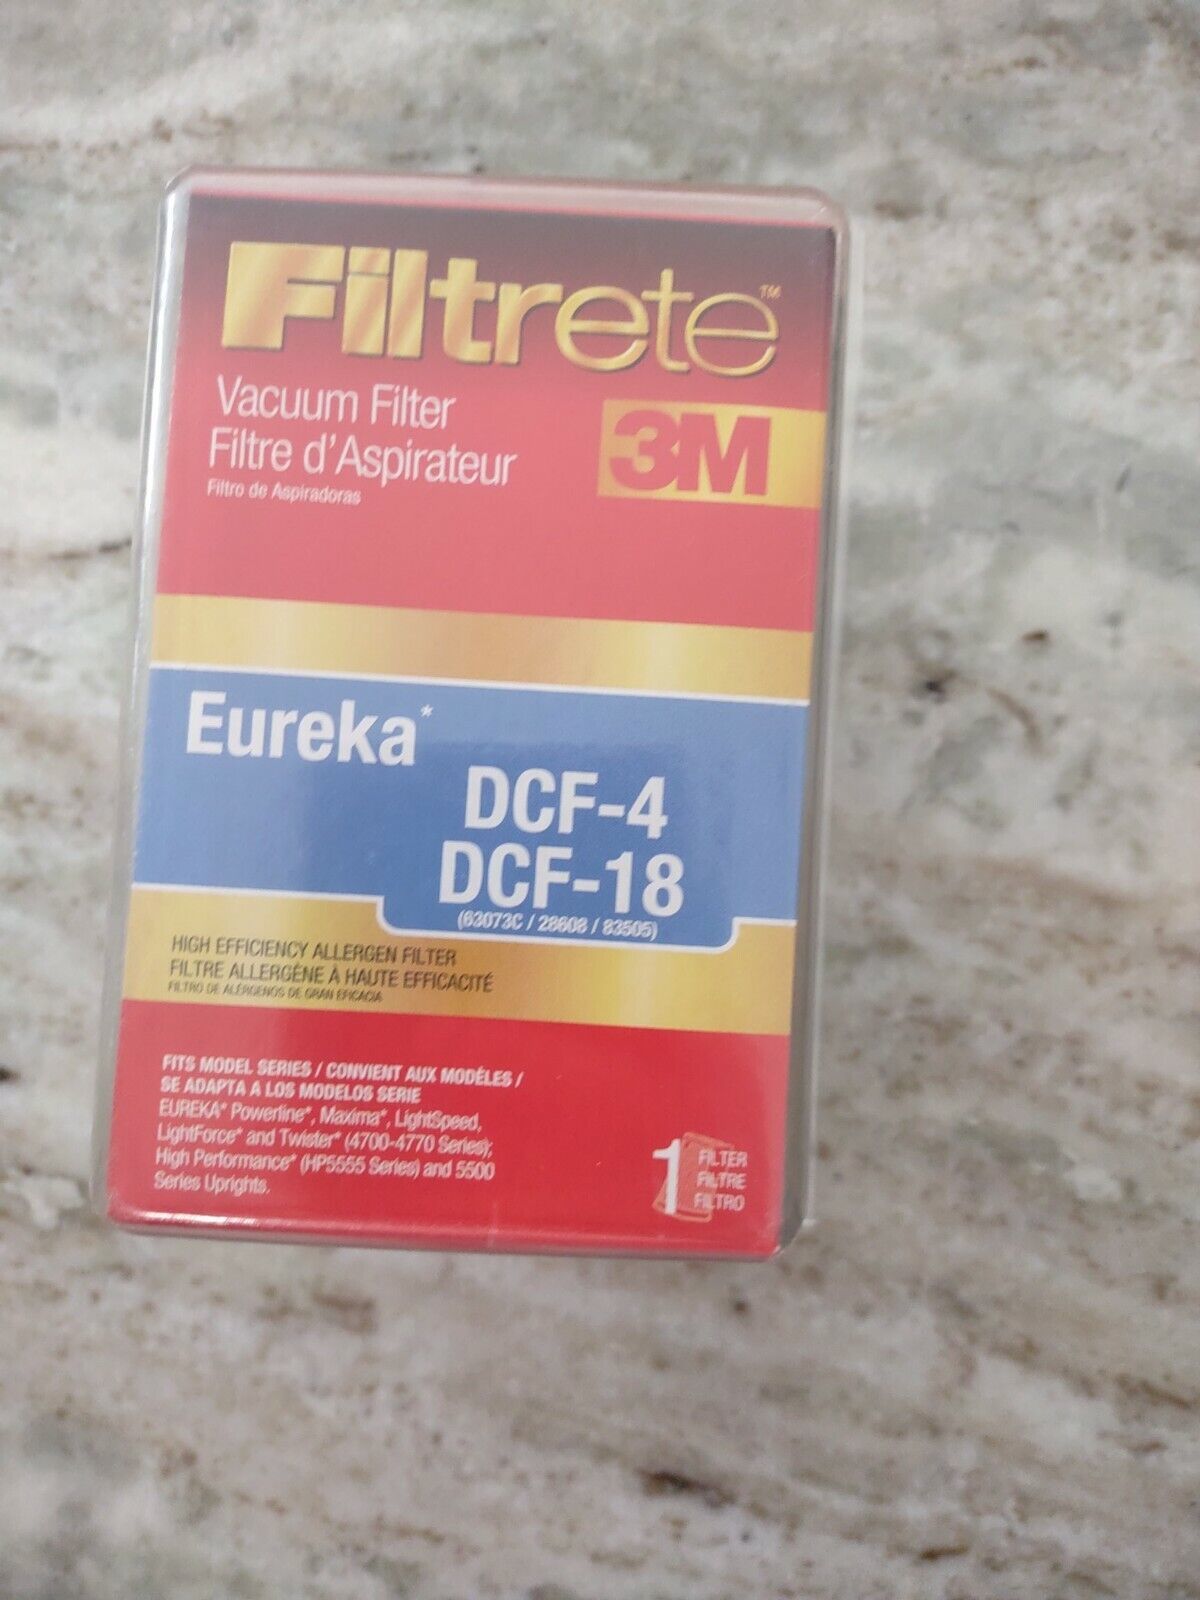 Filtrete™
Vacuum Filter
Filtre d'Aspirateur
Filtro de Aspiradoras
3M
Eureka*
DCF-4
DCF-18
(63073C / 28608 / 83505)
HIGH EFFICIENCY ALLERGEN FILTER
FILTRE ALLERGÈNE À HAUTE EFFICACITÉ
FILTRO DE ALÉRGENOS DE GRAN EFICACIA
FITS MODEL SERIES / CONVIENT AUX MODÈLES /
SE ADAPTA A LOS MODELOS SERIE
EUREKA* Powerline*, Maxima*, LightSpeed,
LightForce* and Twister* (4700-4770 Series);
High Performance* (HP5555 Series) and 5500
Series Uprights.
1 FILTER
FILTRE
FILTRO